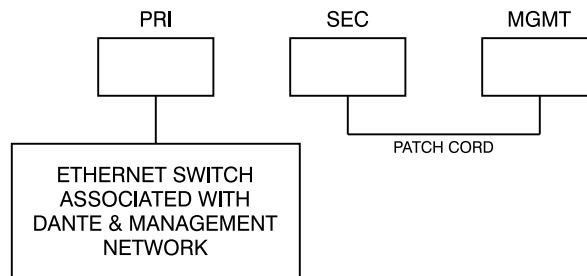 PRI
SEC
MGMT
PATCH CORD
ETHERNET SWITCH
ASSOCIATED WITH
DANTE & MANAGEMENT
NETWORK